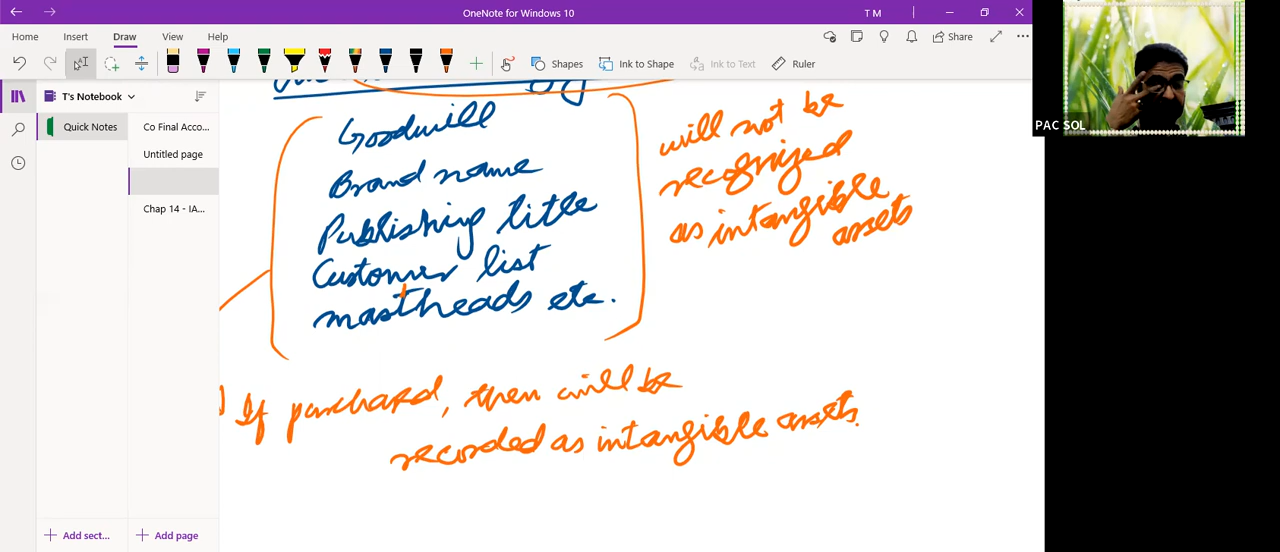 OneNote for Windows 10
T M
Home Insert Draw View Help Share
Shapes Ink to Shape Ink to Text Ruler
T's Notebook
Quick Notes
Co Final Acco...
Untitled page
Chap 14 - IA...
Goodwill
Brand name
Publishing title
Customer list
mastheads etc.
will not be
recognized
as intangible
assets
If purchased, then will be
recorded as intangible assets.
Add sect...
Add page
PAC SOL